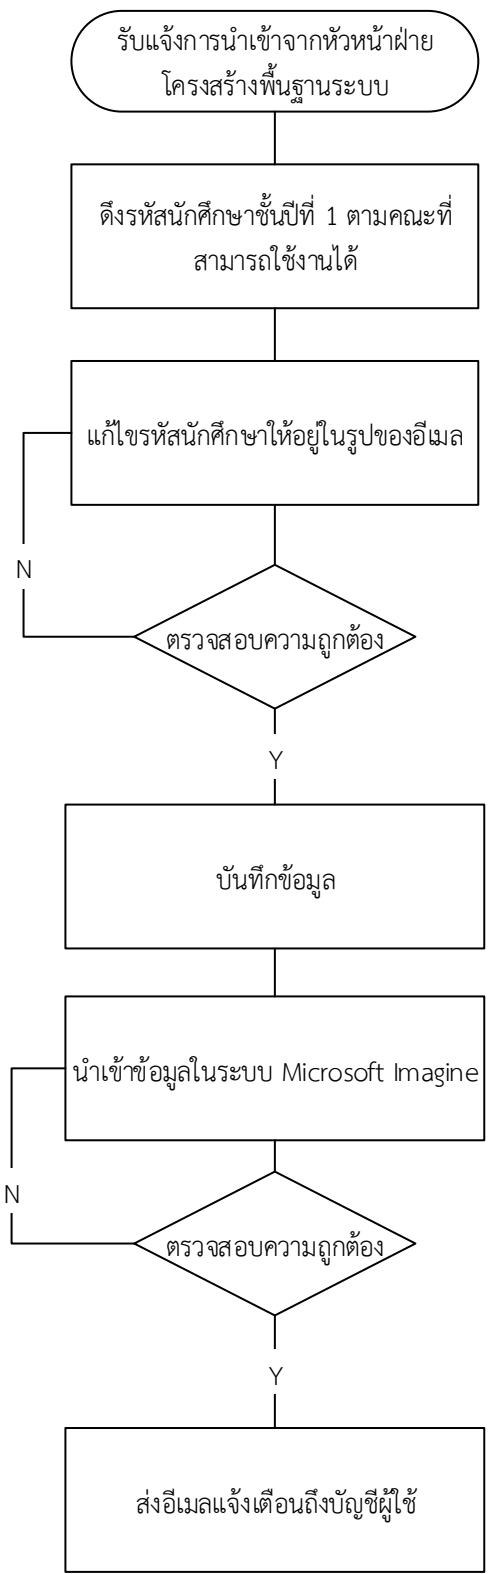 รับแจ้งการนำเข้าจากหัวหน้าฝ่าย
โครงสร้างพื้นฐานระบบ
ดึงรหัสนักศึกษาชั้นปีที่ 1 ตามคณะที่
สามารถใช้งานได้
แก้ไขรหัสนักศึกษาให้อยู่ในรูปของอีเมล
N
ตรวจสอบความถูกต้อง
Y
บันทึกข้อมูล
นำเข้าข้อมูลในระบบ Microsoft Imagine
N
ตรวจสอบความถูกต้อง
Y
ส่งอีเมลแจ้งเตือนถึงบัญชีผู้ใช้